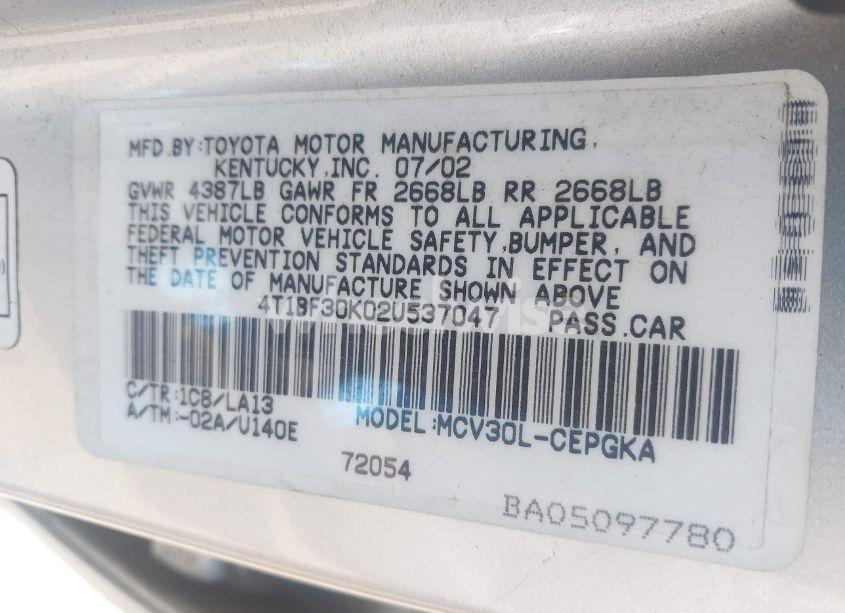 MFD.BY:TOYOTA MOTOR MANUFACTURING,
KENTUCKY,INC. 07/02
GVWR 4387LB GAWR FR 2668LB RR 2668LB
THIS VEHICLE CONFORMS TO ALL APPLICABLE
FEDERAL MOTOR VEHICLE SAFETY,BUMPER, AND
THEFT PREVENTION STANDARDS IN EFFECT ON
THE DATE OF MANUFACTURE SHOWN ABOVE
4T1BF30K02U537047 PASS.CAR
C/TR:1C8/LA13
A/TM:-02A/U140E
MODEL:MCV30L-CEPGKA
72054
BA05097780